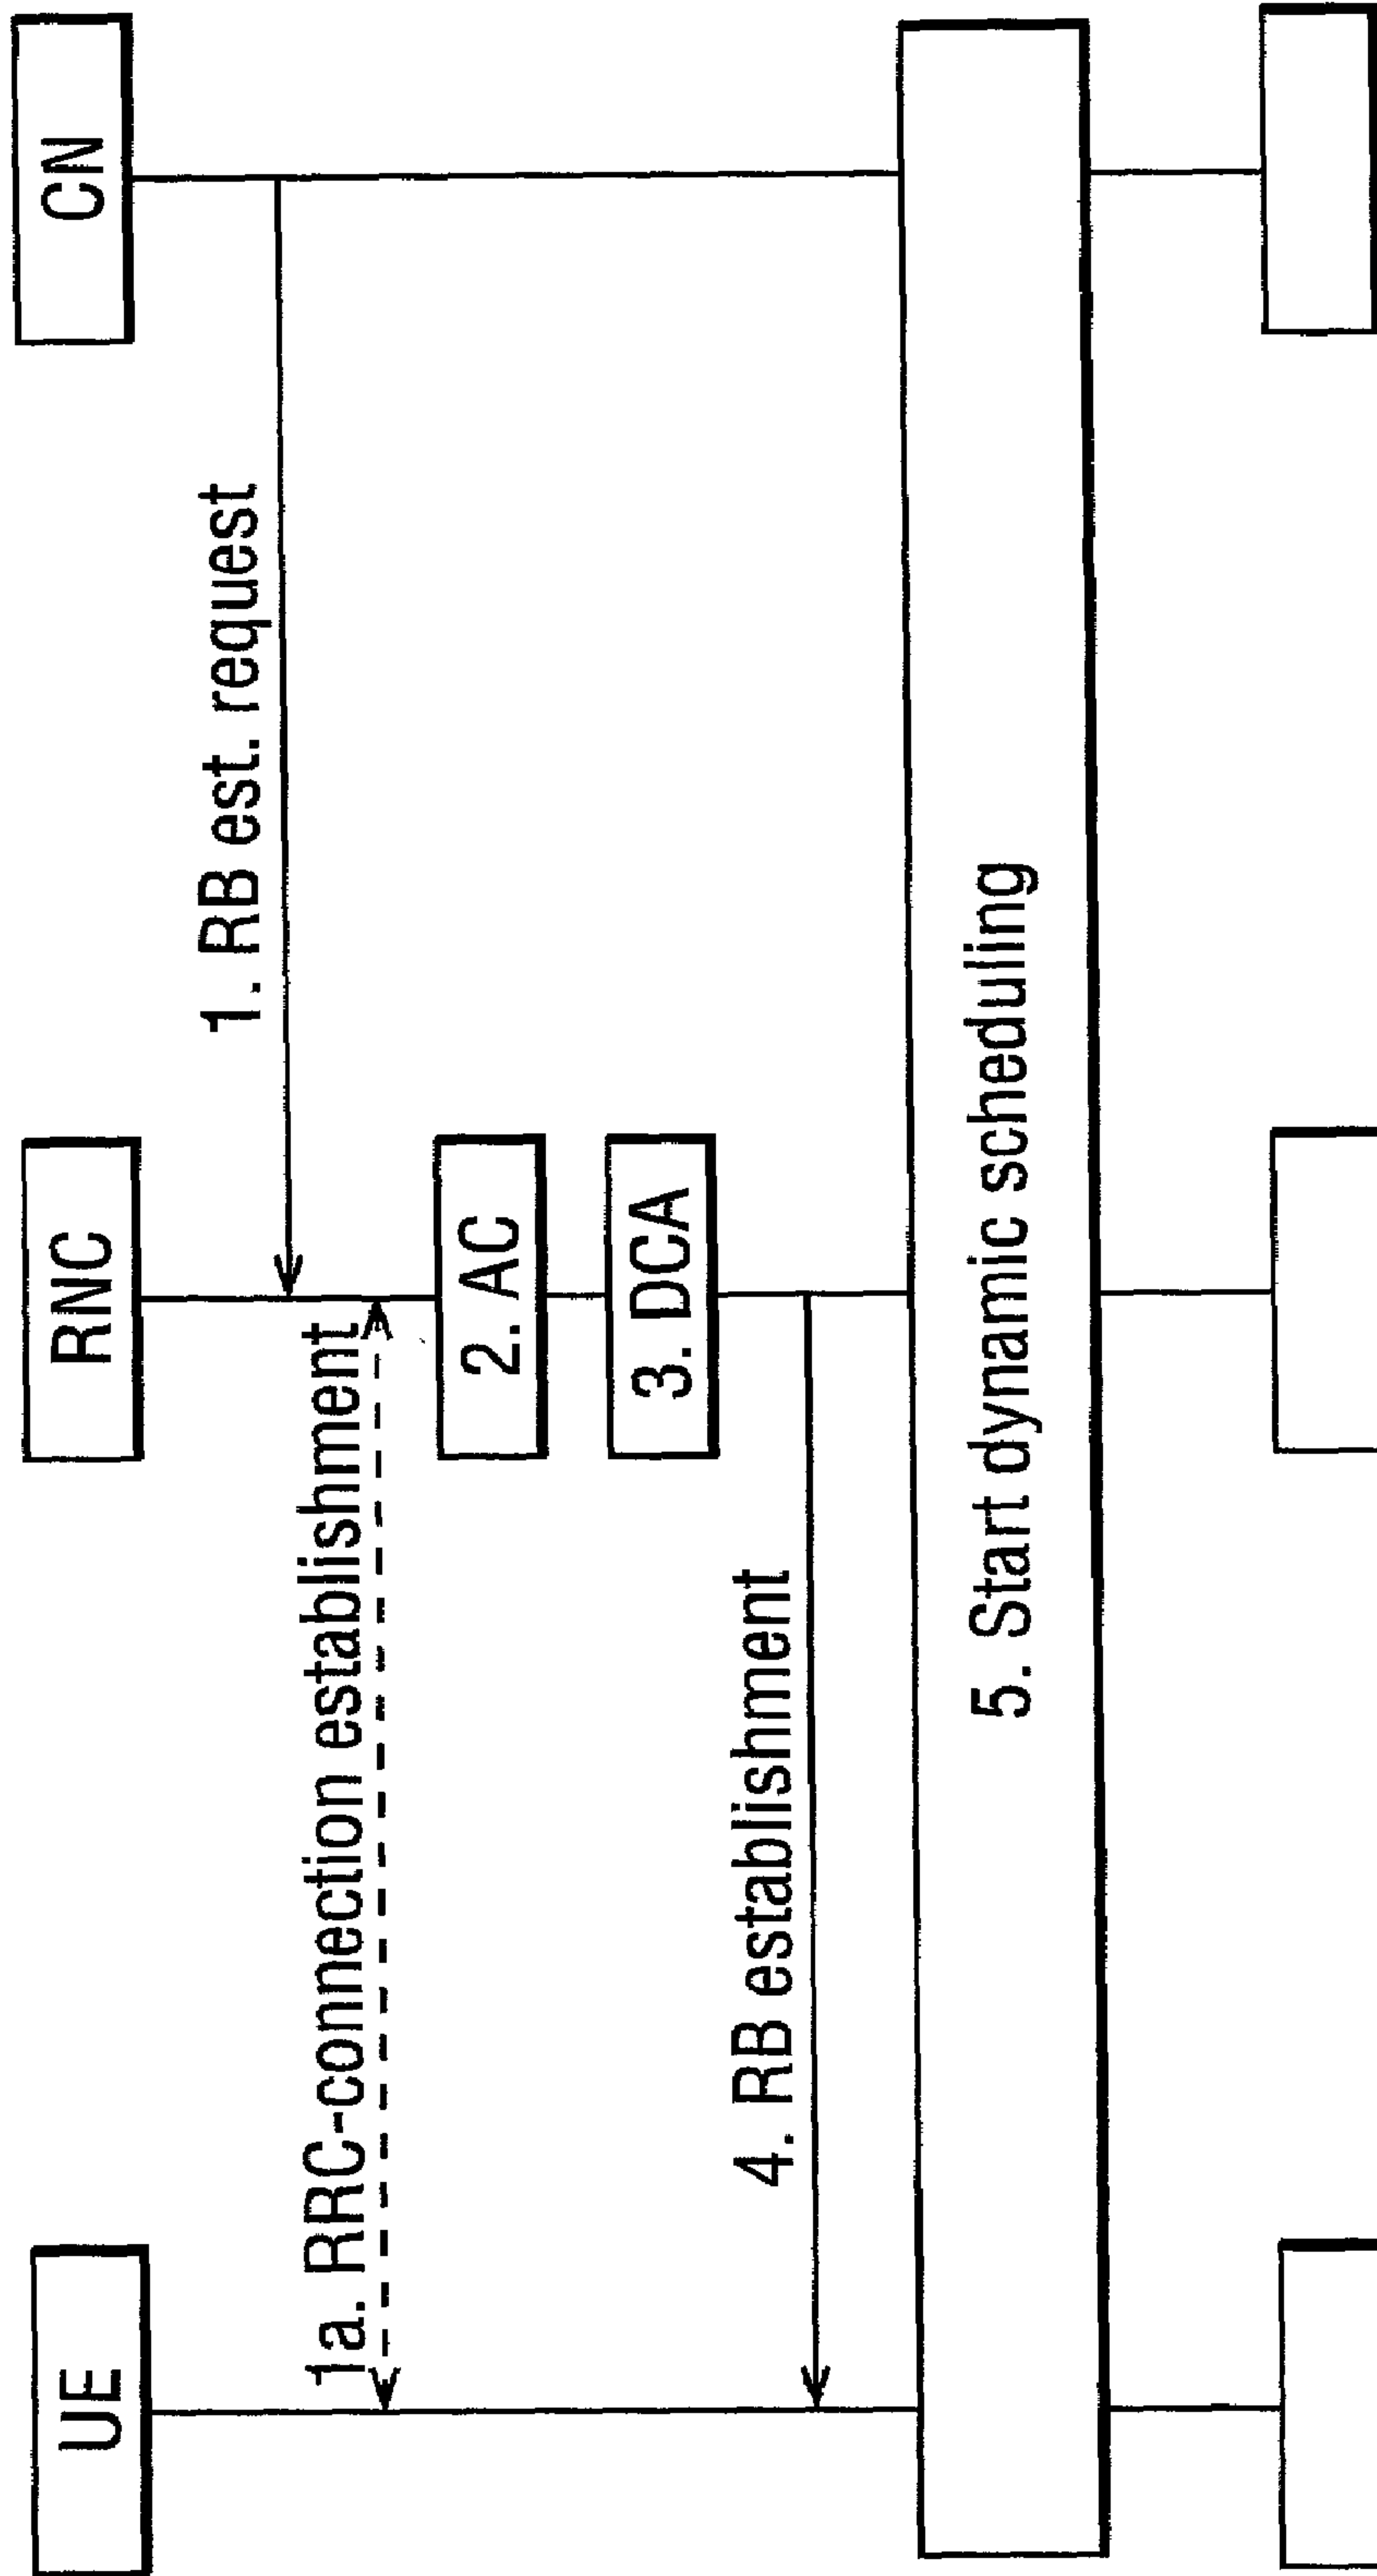 UE
RNC
CN
1. RB est. request
1a. RRC-connection establishment
2. AC
3. DCA
4. RB establishment
5. Start dynamic scheduling